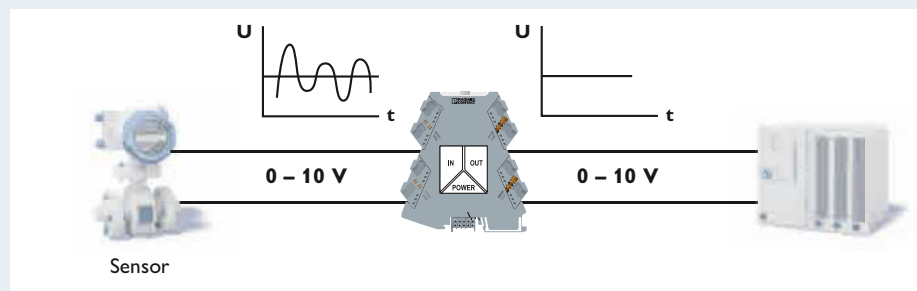 U
t
U
t
IN
OUT
POWER
0 – 10 V
0 – 10 V
Sensor